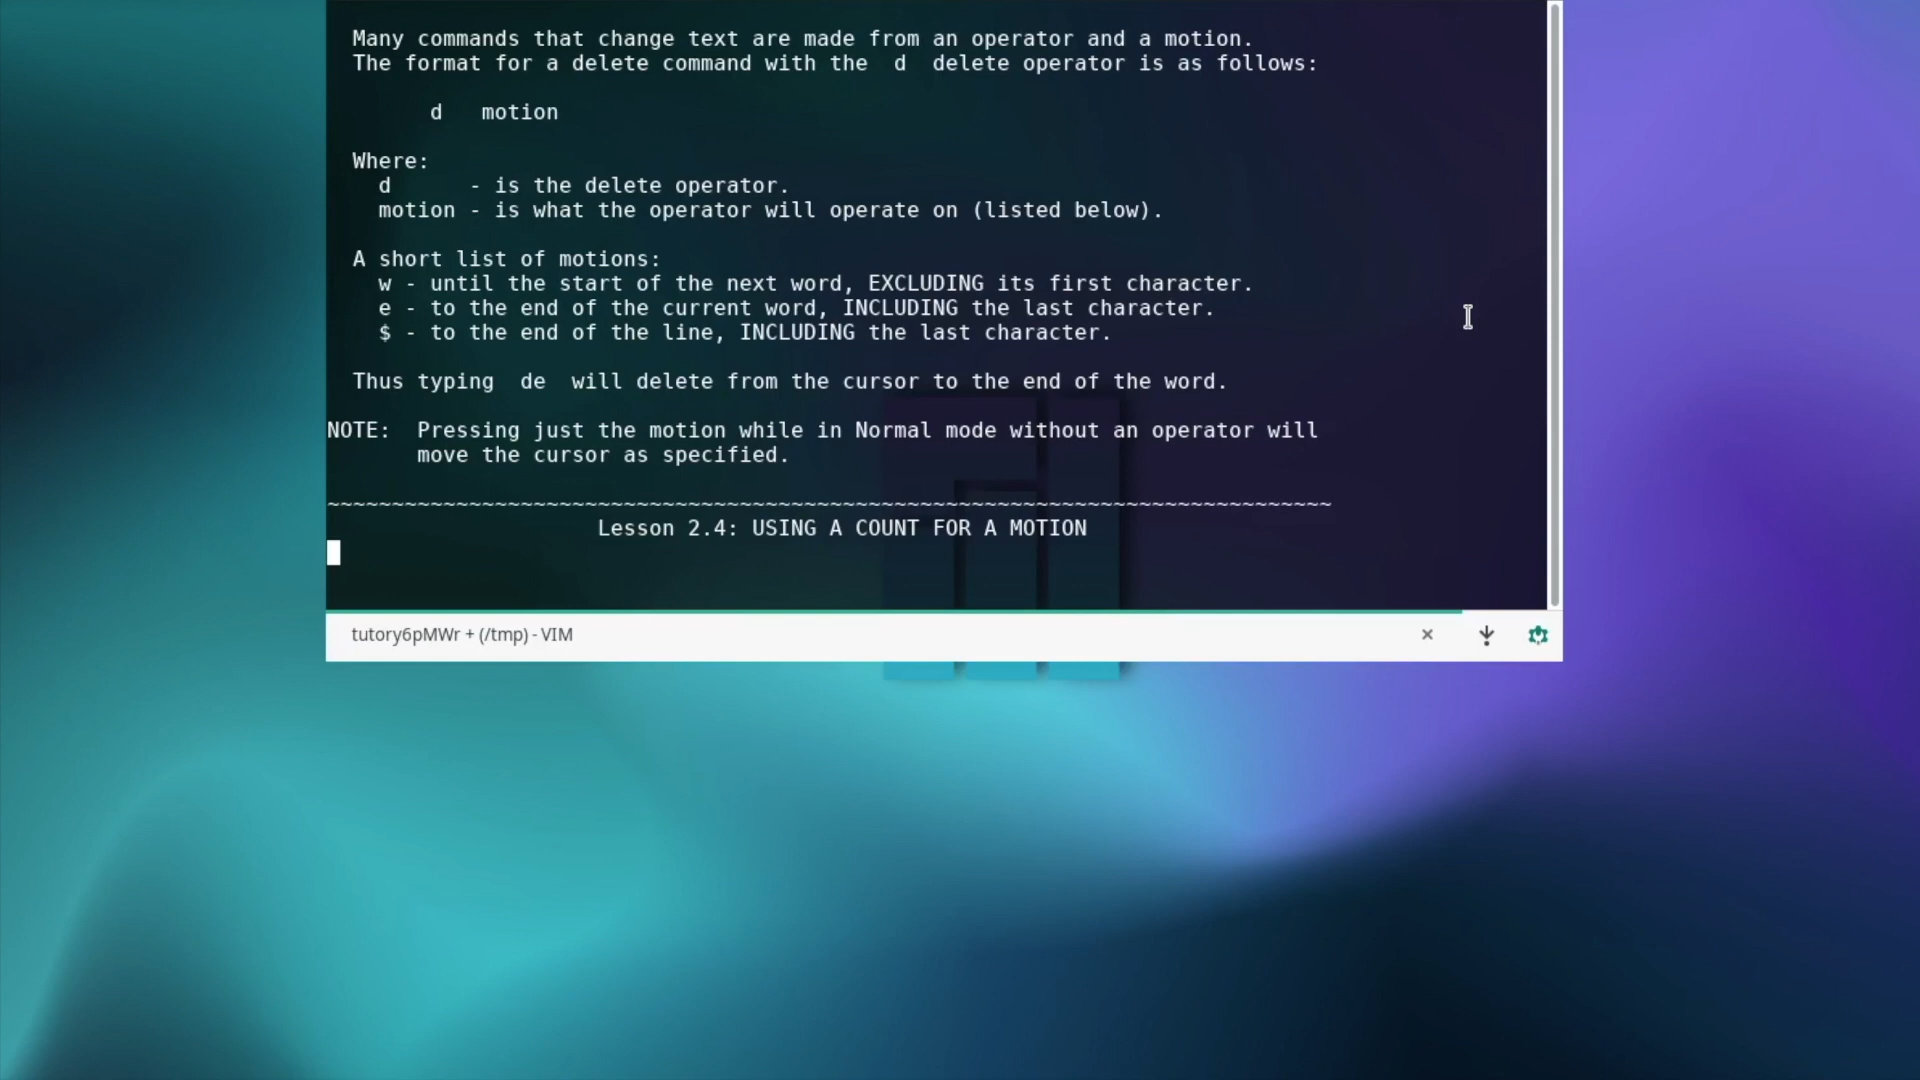 Many commands that change text are made from an operator and a motion.
The format for a delete command with the  d  delete operator is as follows:
d   motion
Where:
d      - is the delete operator.
motion - is what the operator will operate on (listed below).
A short list of motions:
w - until the start of the next word, EXCLUDING its first character.
e - to the end of the current word, INCLUDING the last character.
$ - to the end of the line, INCLUDING the last character.
Thus typing  de  will delete from the cursor to the end of the word.
NOTE:  Pressing just the motion while in Normal mode without an operator will
move the cursor as specified.
~~~~~~~~~~~~~~~~~~~~~~~~~~~~~~~~~~~~~~~~~~~~~~~~~~~~~~~~~~~~~~~~~~~~~~~~~~~~~~
Lesson 2.4: USING A COUNT FOR A MOTION
tutory6pMWr + (/tmp) - VIM